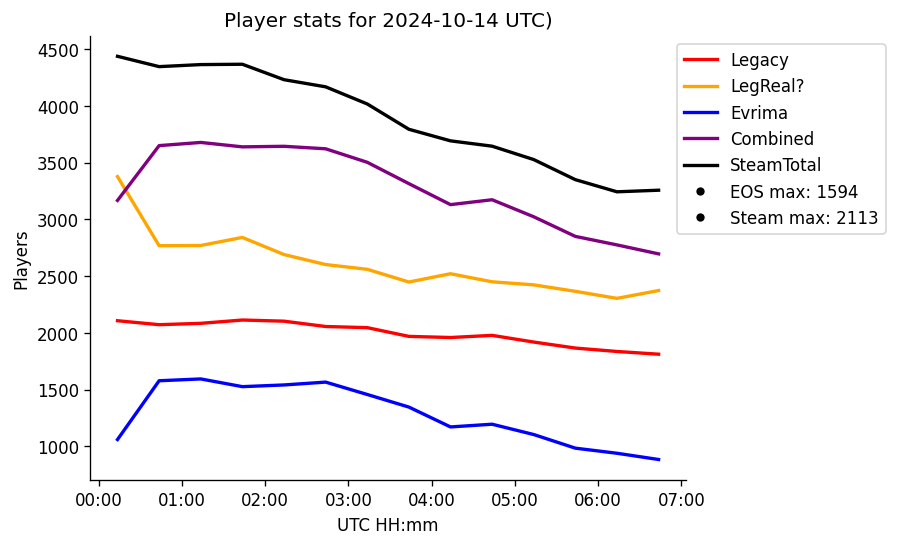 Player stats for 2024-10-14 UTC)
Legacy
LegReal?
Evrima
Combined
SteamTotal
EOS max: 1594
Steam max: 2113
Players
4500
4000
3500
3000
2500
2000
1500
1000
00:00 01:00 02:00 03:00 04:00 05:00 06:00 07:00
UTC HH:mm